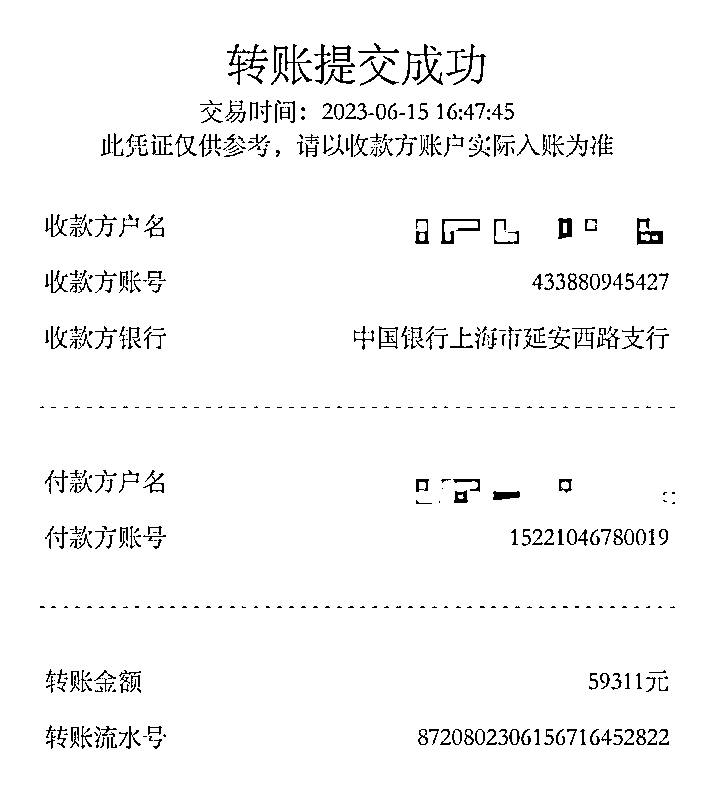 转账提交成功
交易时间：2023-06-15 16:47:45
此凭证仅供参考，请以收款方账户实际入账为准
收款方户名
收款方账号 433880945427
收款方银行 中国银行上海市延安西路支行
付款方户名
付款方账号 15221046780019
转账金额 59311元
转账流水号 8720802306156716452822